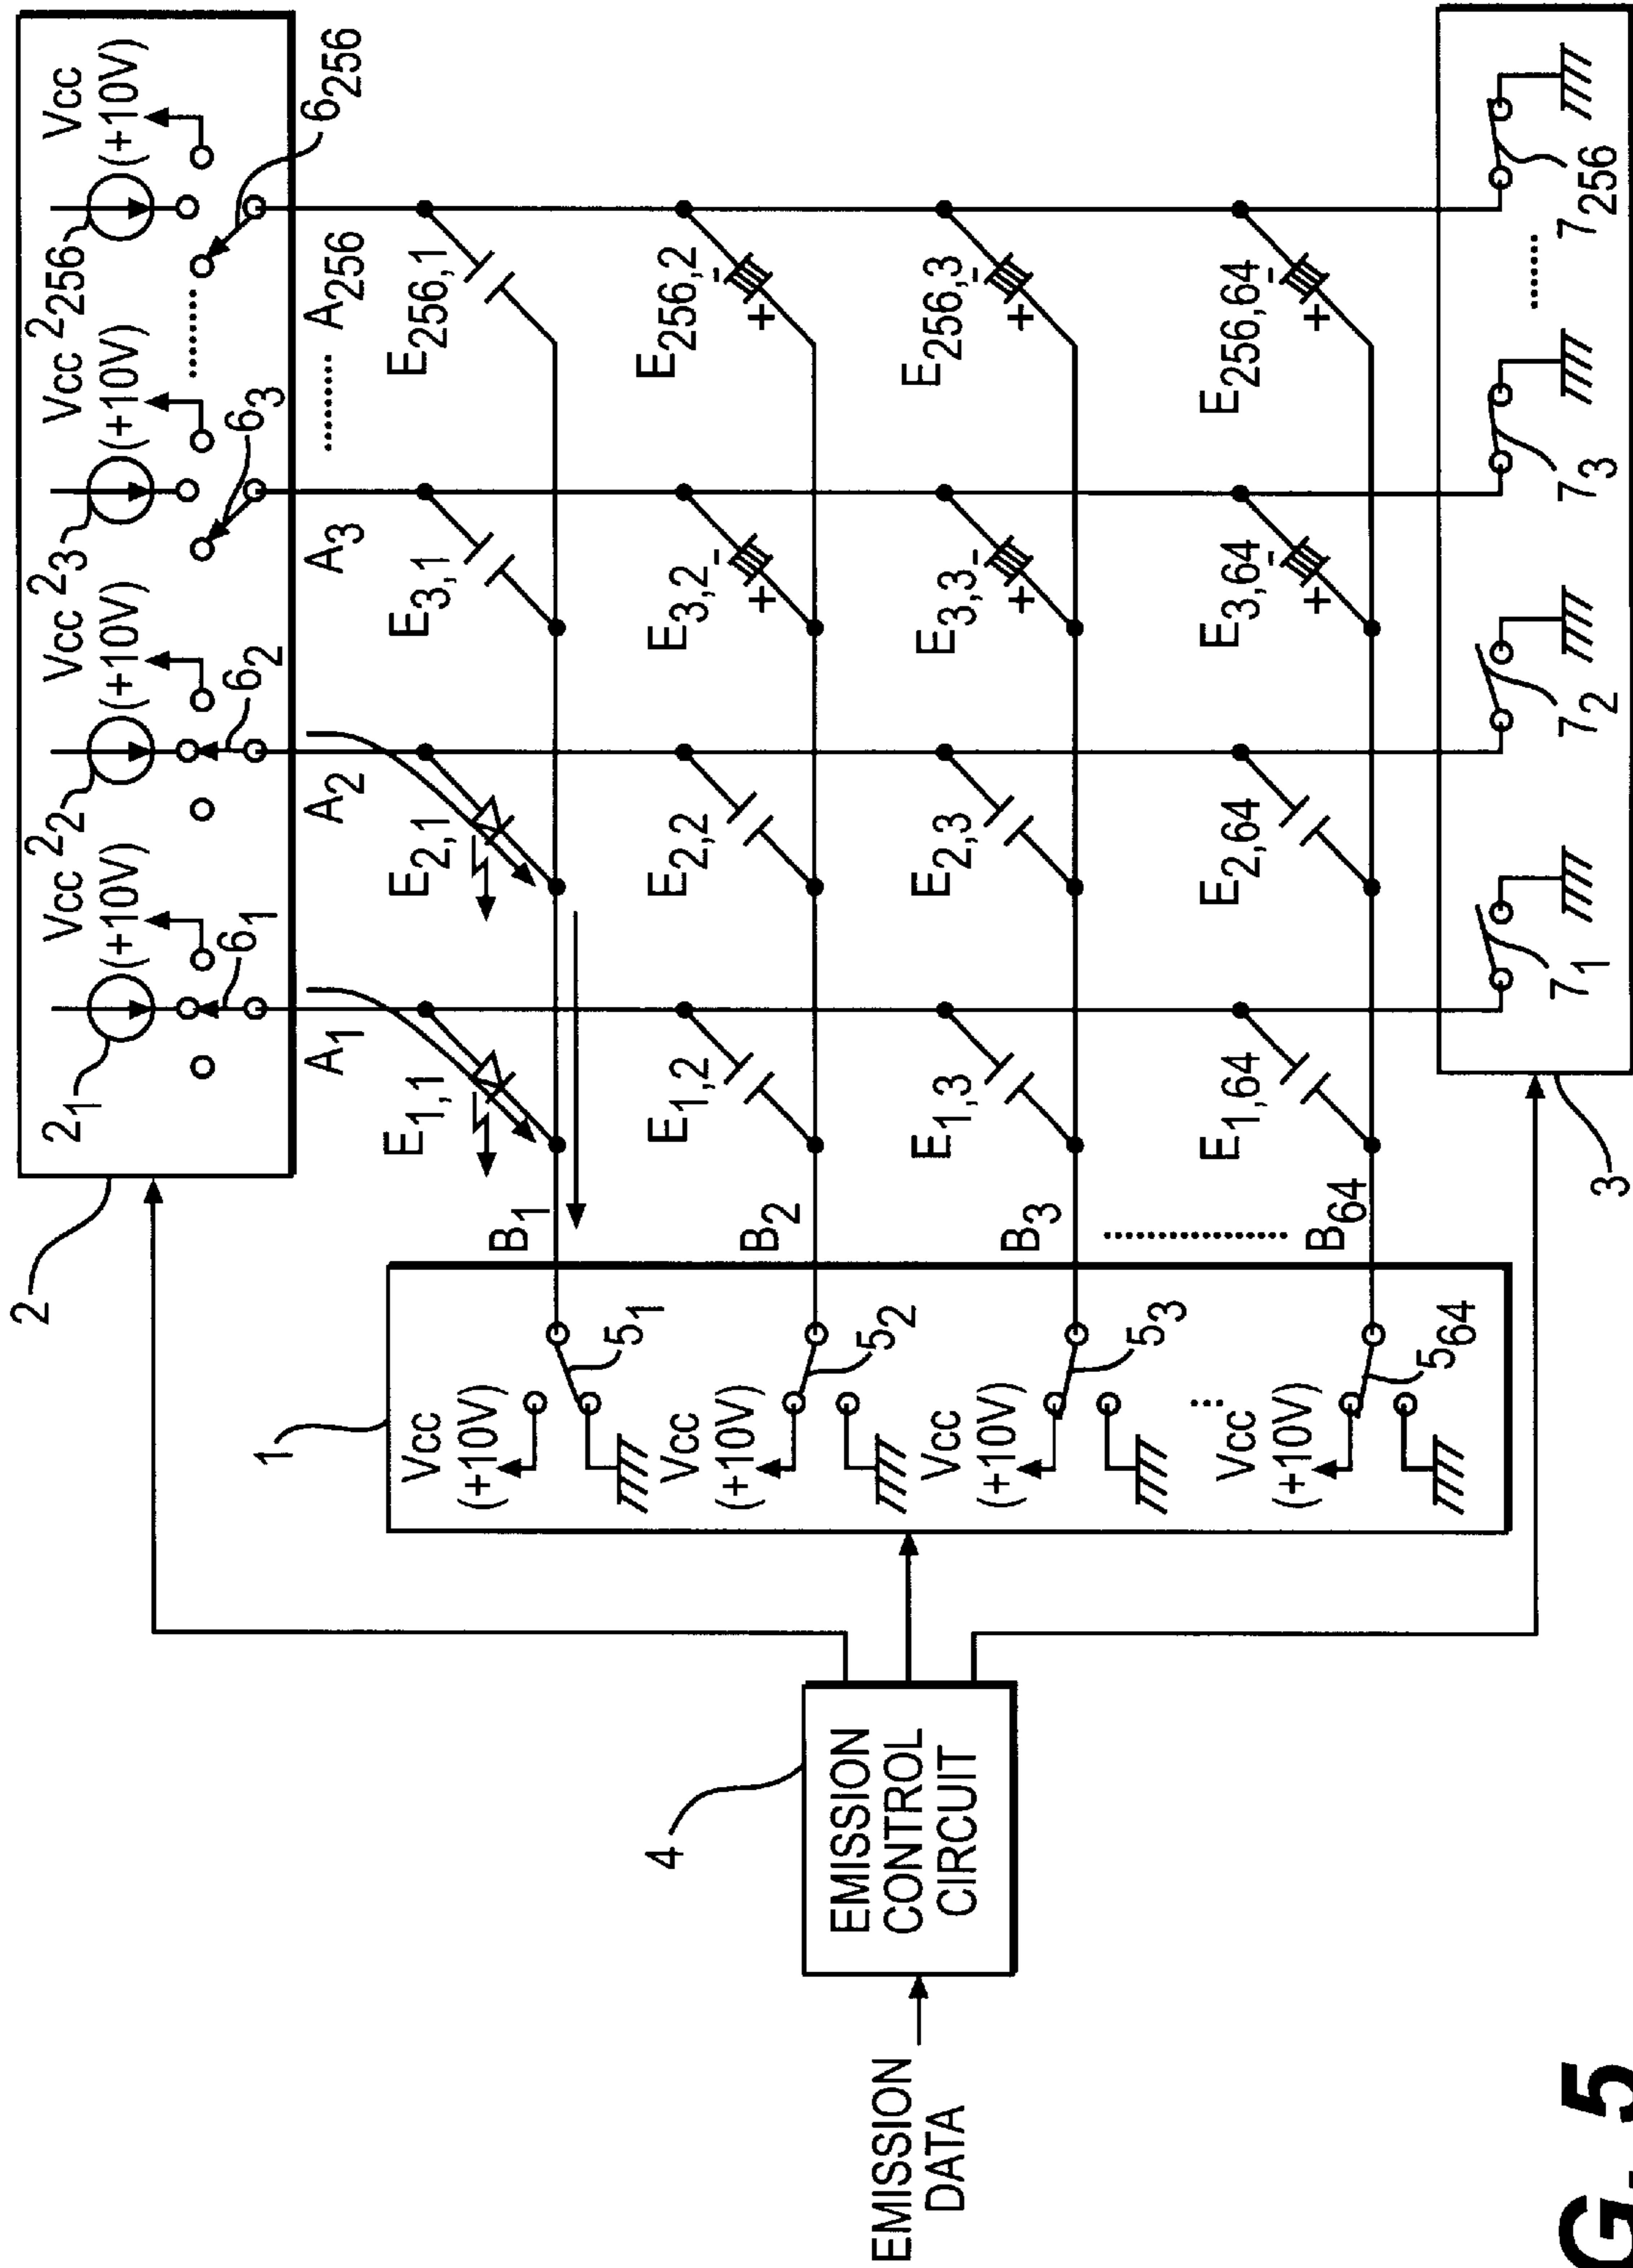 2
2₁
Vcc
(+10V)
6₁
2₂
Vcc
(+10V)
6₂
2₃
Vcc
(+10V)
6₃
........
2₂₅₆
Vcc
(+10V)
6₂₅₆
A₁
A₂
A₃
........
A₂₅₆
E₁,₁
E₂,₁
E₃,₁
E₂₅₆,₁
B₁
E₁,₂
E₂,₂
E₃,₂
- +
E₂₅₆,₂
- +
B₂
E₁,₃
E₂,₃
E₃,₃
- +
E₂₅₆,₃
- +
B₃
................
E₁,₆₄
E₂,₆₄
E₃,₆₄
- +
E₂₅₆,₆₄
- +
B₆₄
1
Vcc
(+10V)
5₁
Vcc
(+10V)
5₂
Vcc
(+10V)
5₃
...
Vcc
(+10V)
5₆₄
3
7₁
7₂
7₃
.......
7₂₅₆
4
EMISSION
CONTROL
CIRCUIT
EMISSION
DATA
G. 5